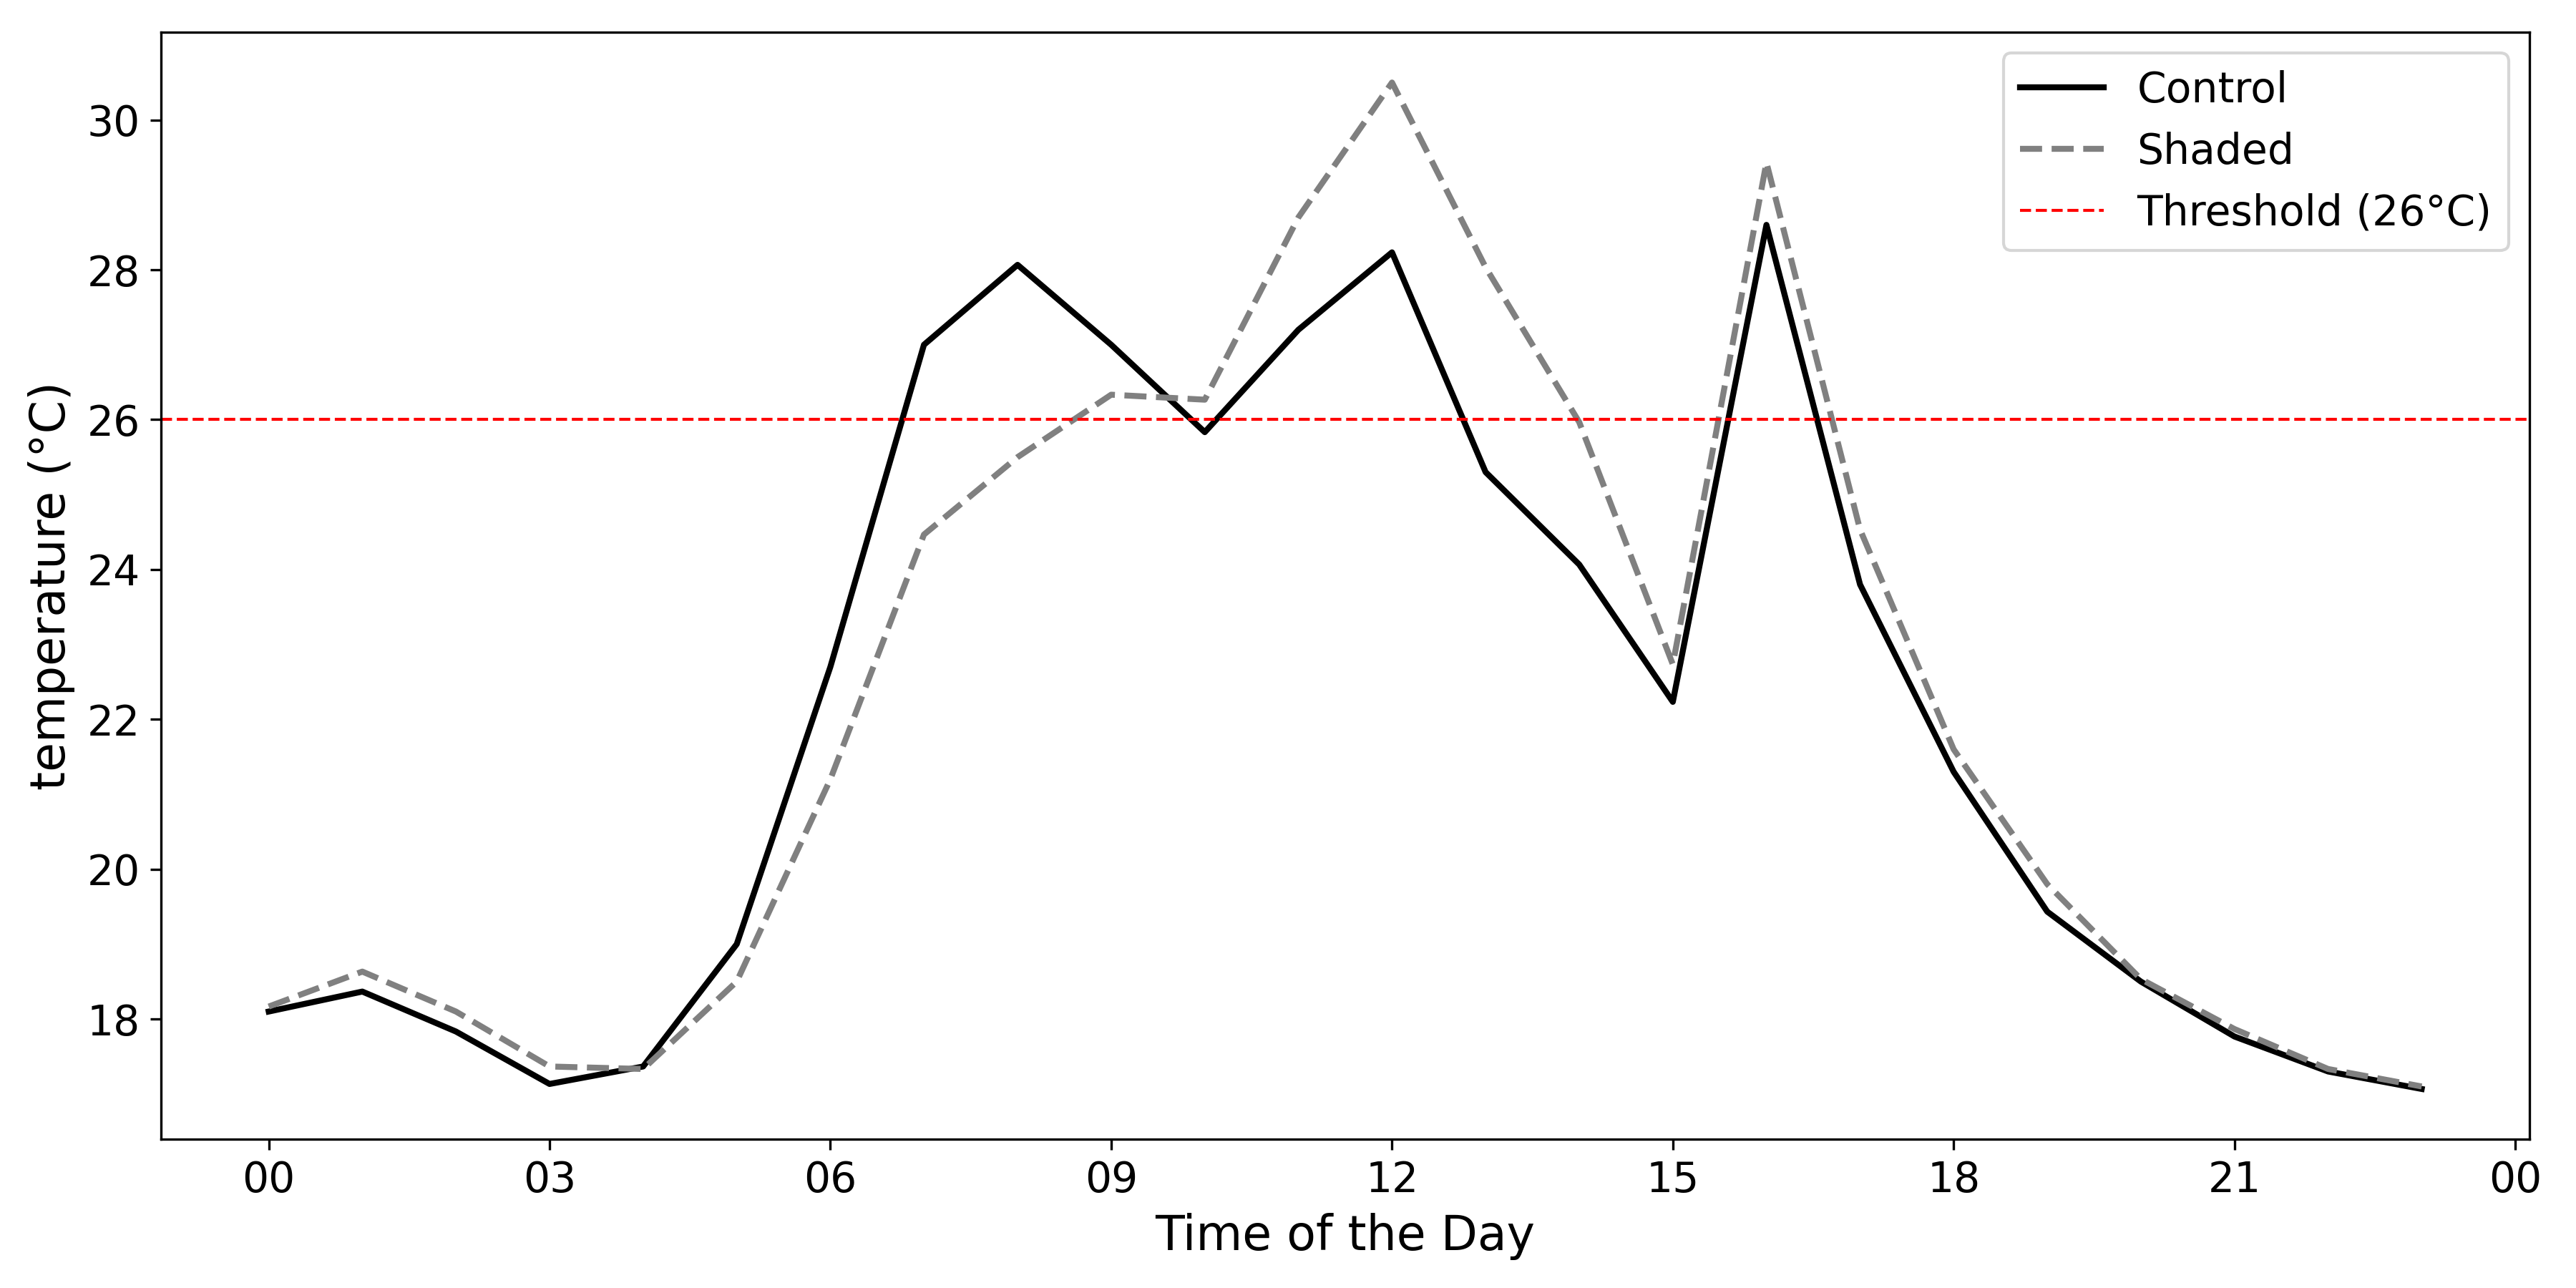 Control
Shaded
Threshold (26°C)
temperature (°C)
30
28
26
24
22
20
18
00 03 06 09 12 15 18 21 00
Time of the Day